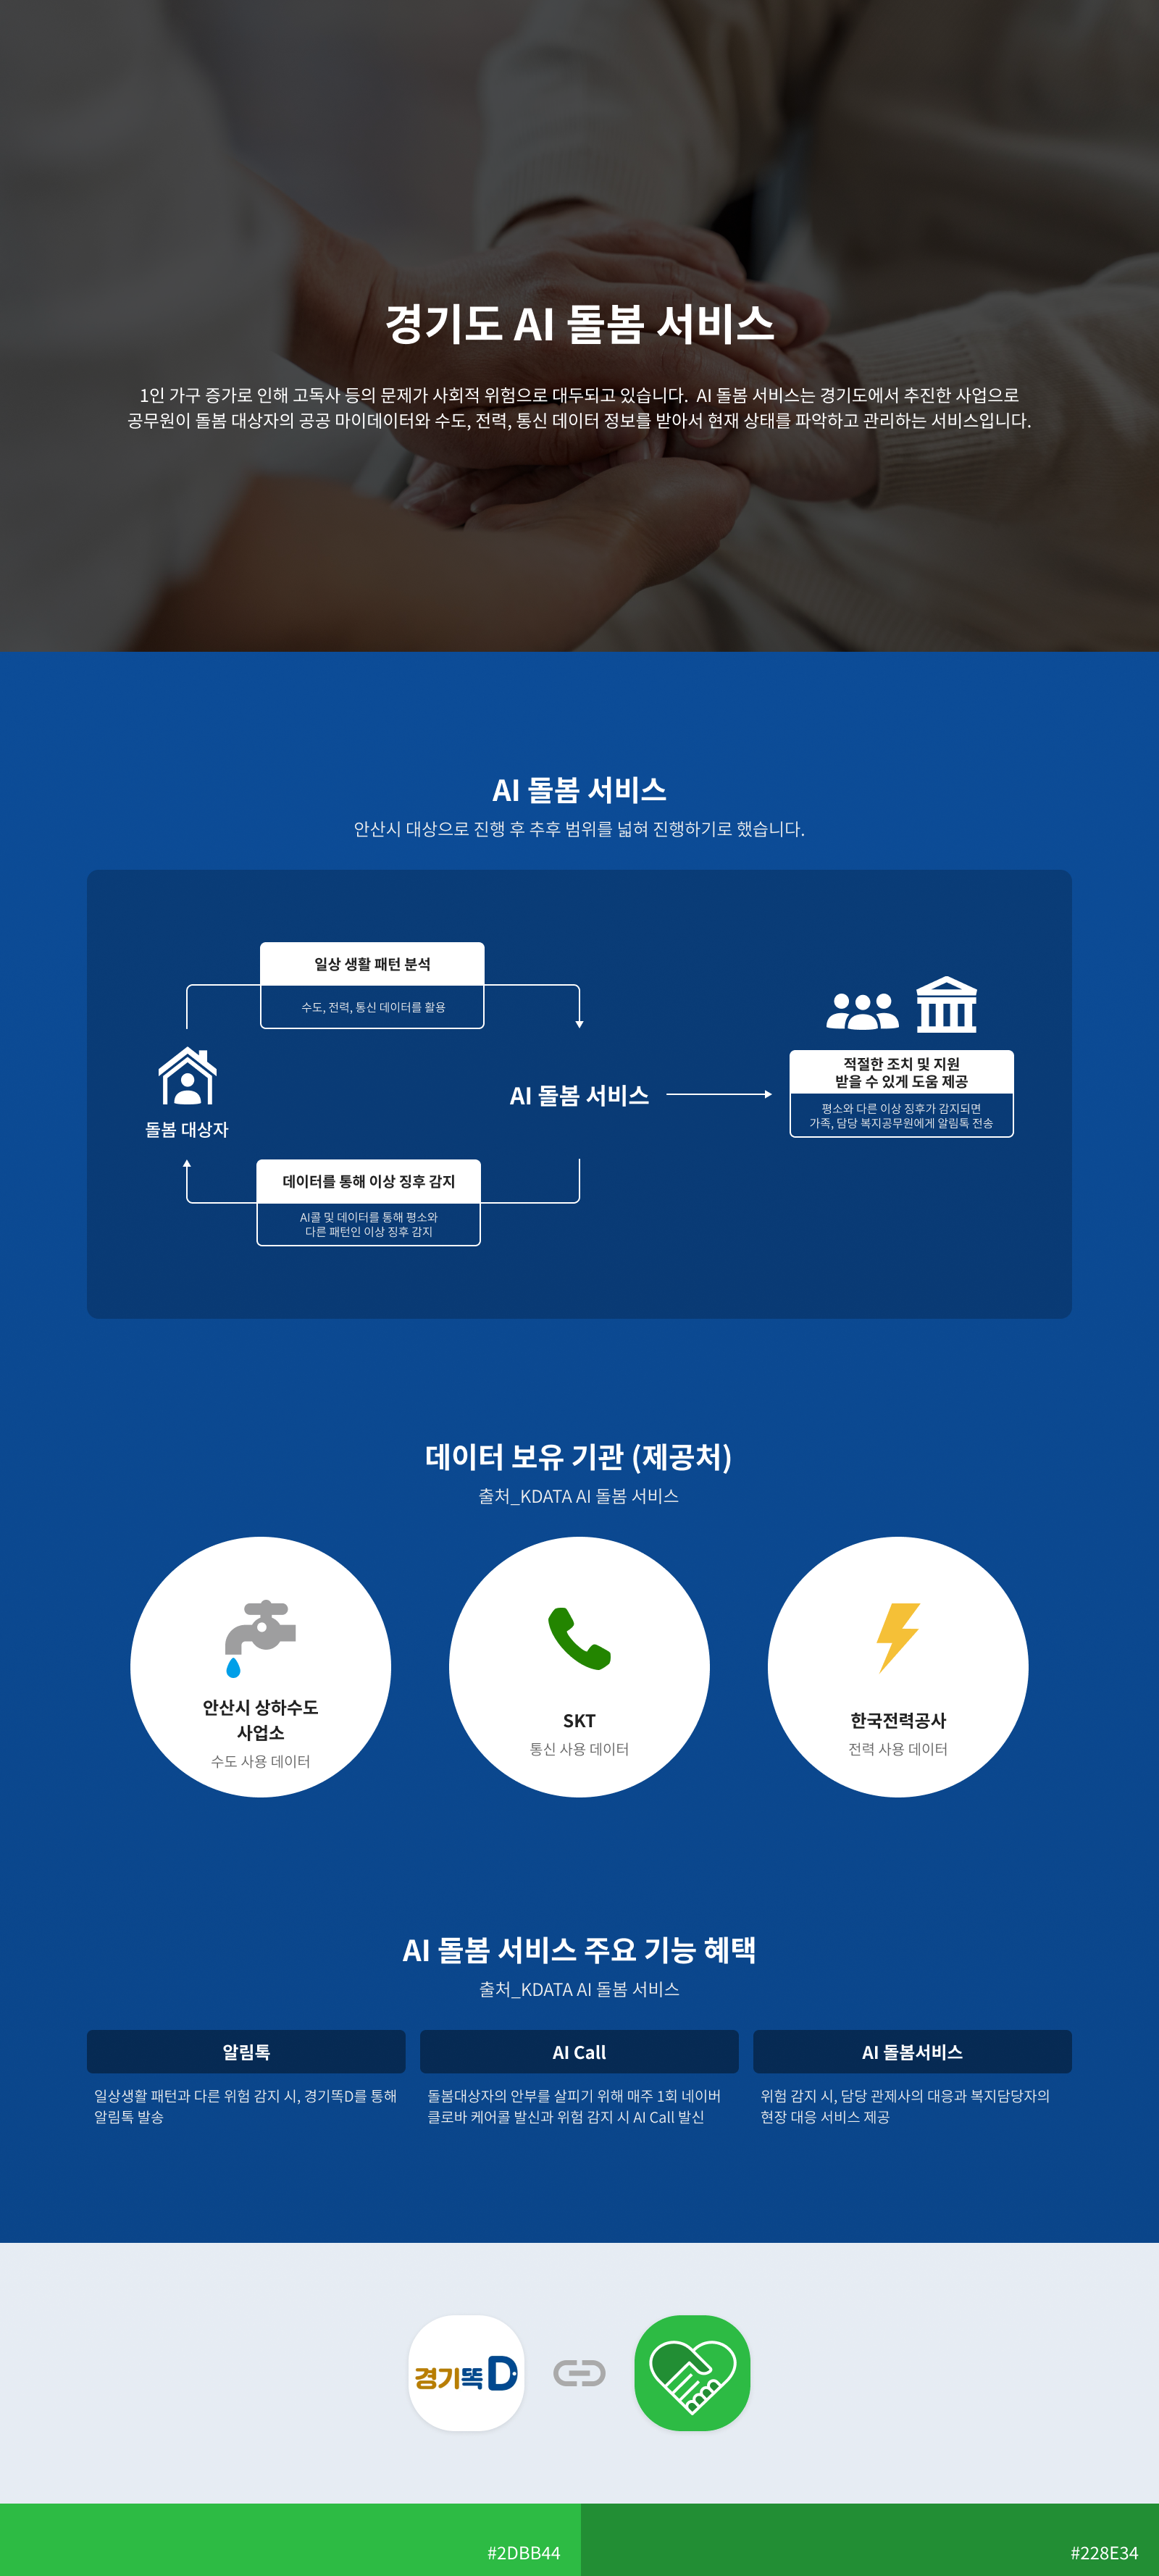 경기도 AI 돌봄 서비스
1인 가구 증가로 인해 고독사 등의 문제가 사회적 위험으로 대두되고 있습니다. AI 돌봄 서비스는 경기도에서 추진한 사업으로
공무원이 돌봄 대상자의 공공 마이데이터와 수도, 전력, 통신 데이터 정보를 받아서 현재 상태를 파악하고 관리하는 서비스입니다.
AI 돌봄 서비스
안산시 대상으로 진행 후 추후 범위를 넓혀 진행하기로 했습니다.
일상 생활 패턴 분석
수도, 전력, 통신 데이터를 활용
돌봄 대상자
AI 돌봄 서비스
적절한 조치 및 지원
받을 수 있게 도움 제공
평소와 다른 이상 징후가 감지되면
가족, 담당 복지공무원에게 알림톡 전송
데이터를 통해 이상 징후 감지
AI콜 및 데이터를 통해 평소와
다른 패턴인 이상 징후 감지
데이터 보유 기관 (제공처)
출처_KDATA AI 돌봄 서비스
안산시 상하수도
사업소
수도 사용 데이터
SKT
통신 사용 데이터
한국전력공사
전력 사용 데이터
AI 돌봄 서비스 주요 기능 혜택
출처_KDATA AI 돌봄 서비스
알림톡
일상생활 패턴과 다른 위험 감지 시, 경기똑D를 통해
알림톡 발송
AI Call
돌봄대상자의 안부를 살피기 위해 매주 1회 네이버
클로바 케어콜 발신과 위험 감지 시 AI Call 발신
AI 돌봄서비스
위험 감지 시, 담당 관제사의 대응과 복지담당자의
현장 대응 서비스 제공
경기똑D
#2DBB44
#228E34